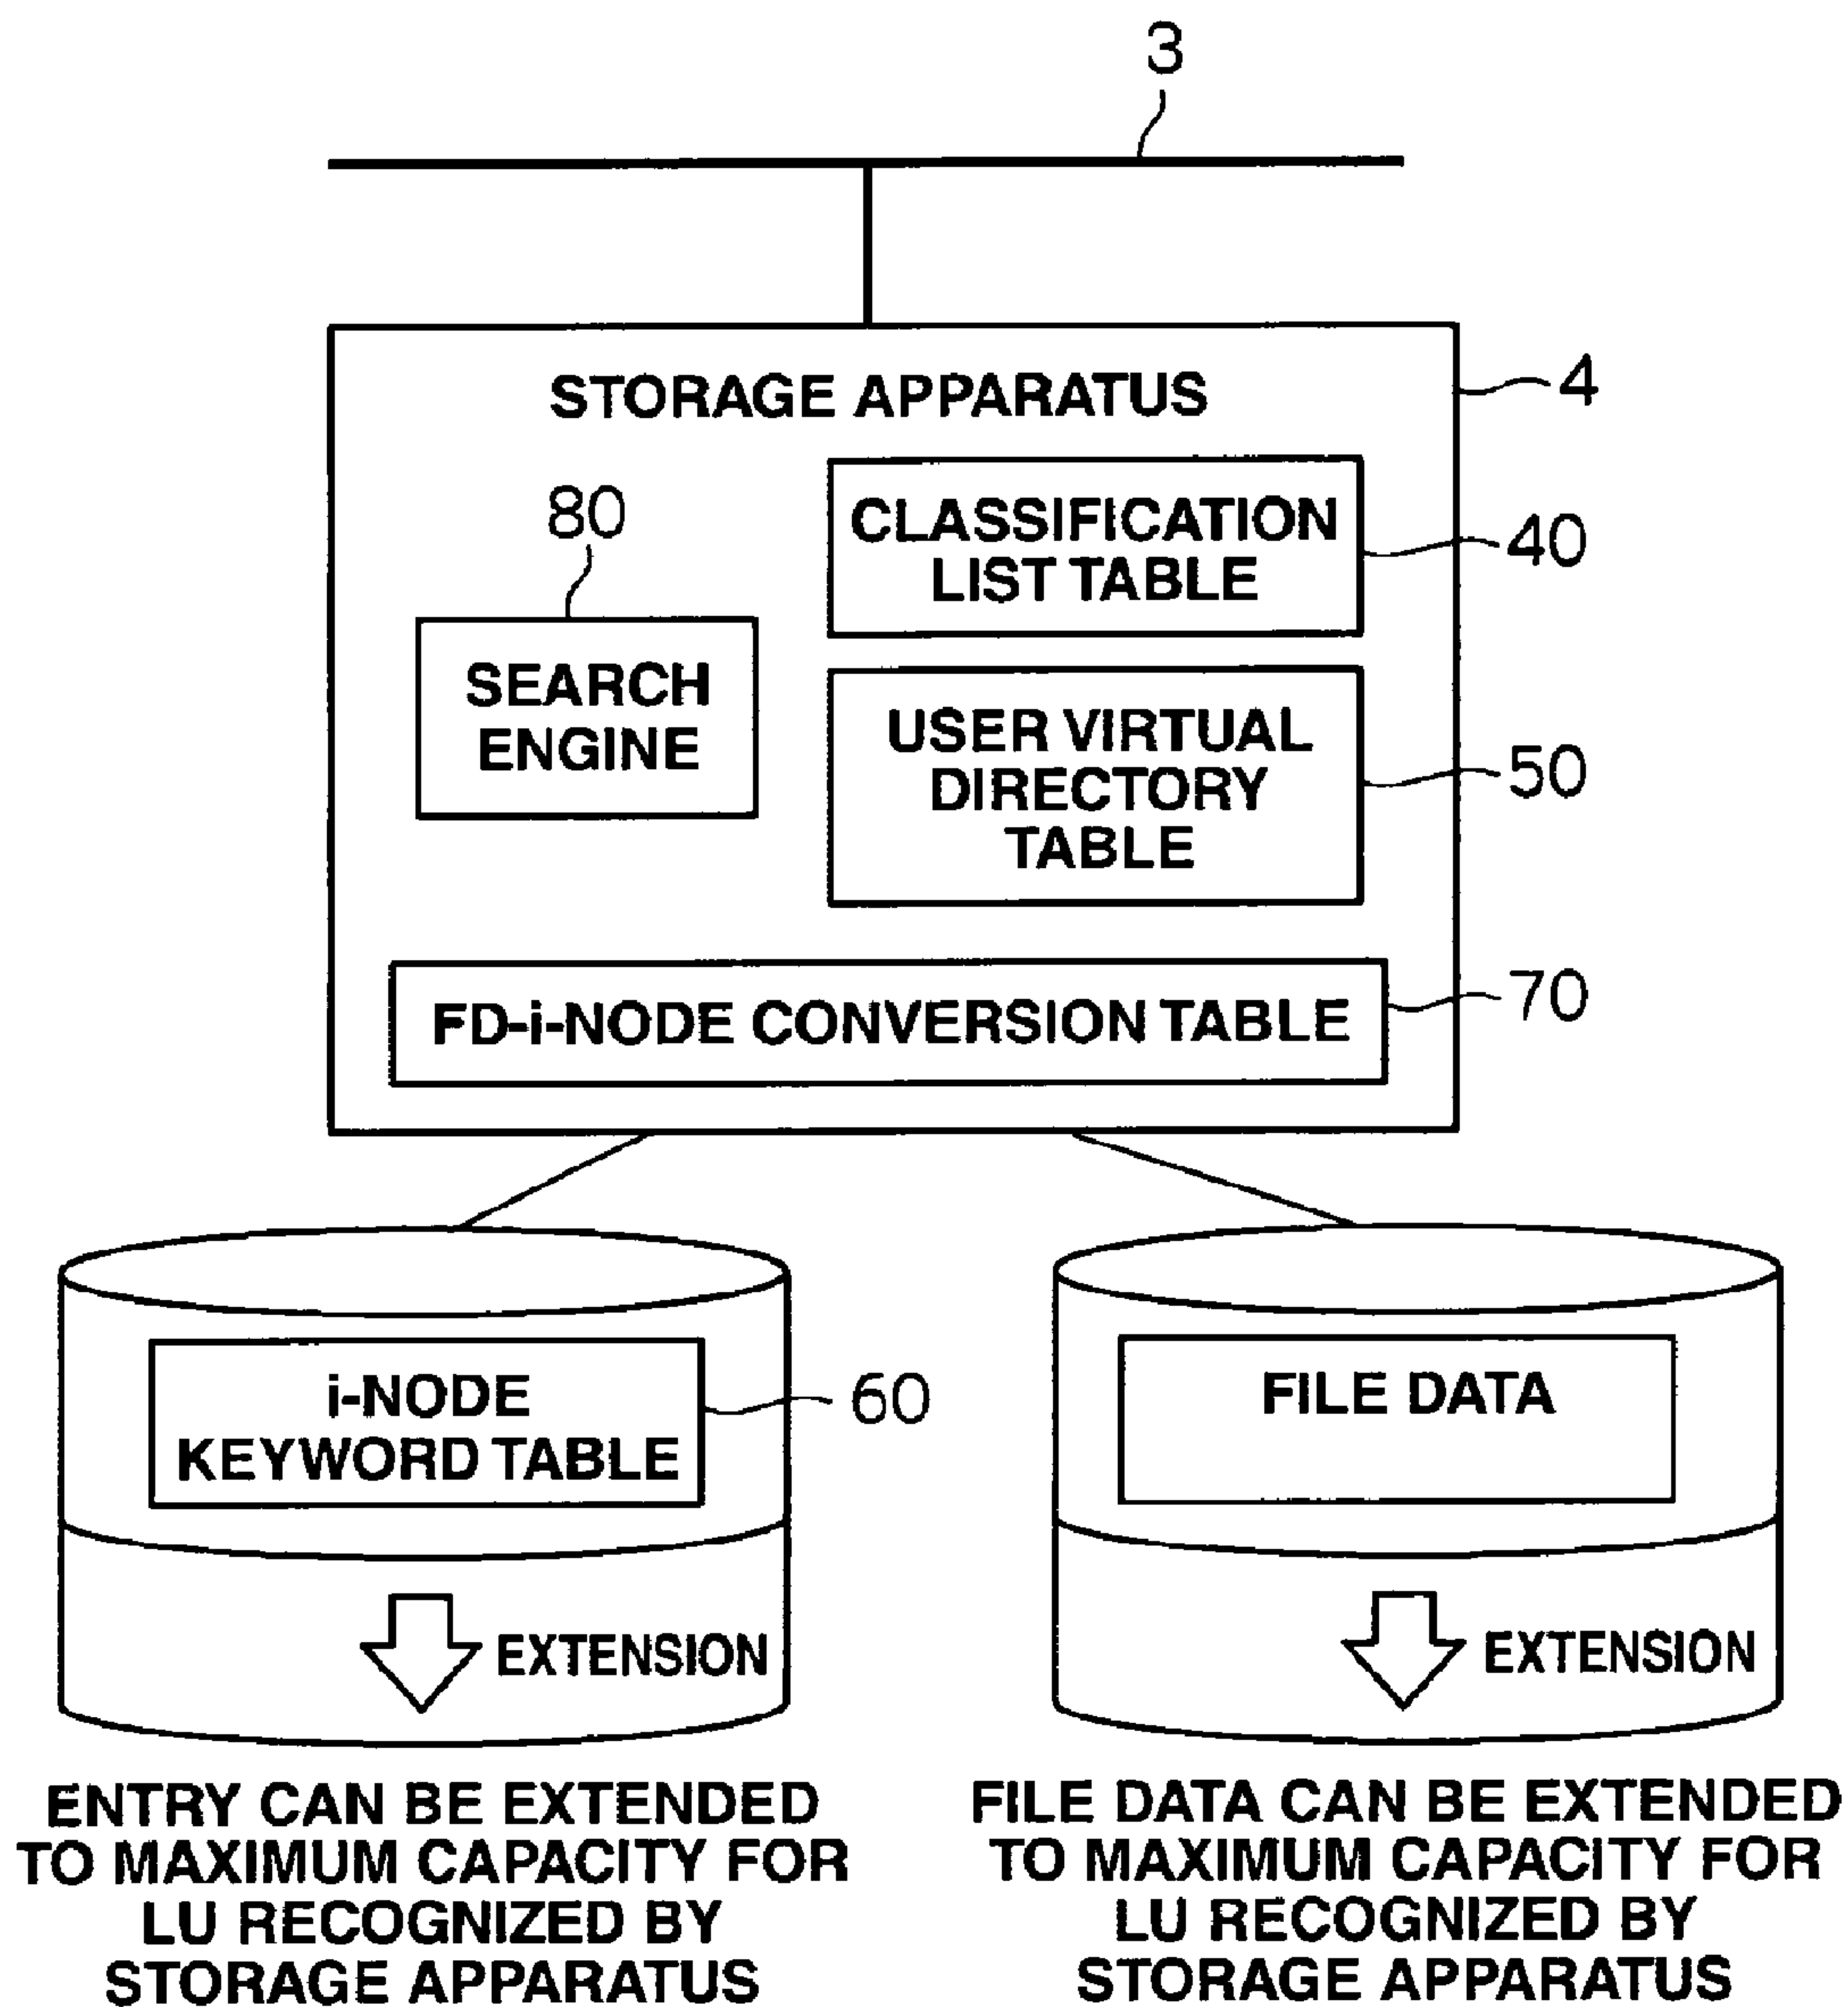 3
STORAGE APPARATUS
4
80
CLASSIFICATION
LIST TABLE
40
SEARCH
ENGINE
USER VIRTUAL
DIRECTORY
TABLE
50
FD-i-NODE CONVERSION TABLE
70
i-NODE
KEYWORD TABLE
60
FILE DATA
EXTENSION
EXTENSION
ENTRY CAN BE EXTENDED
TO MAXIMUM CAPACITY FOR
LU RECOGNIZED BY
STORAGE APPARATUS
FILE DATA CAN BE EXTENDED
TO MAXIMUM CAPACITY FOR
LU RECOGNIZED BY
STORAGE APPARATUS